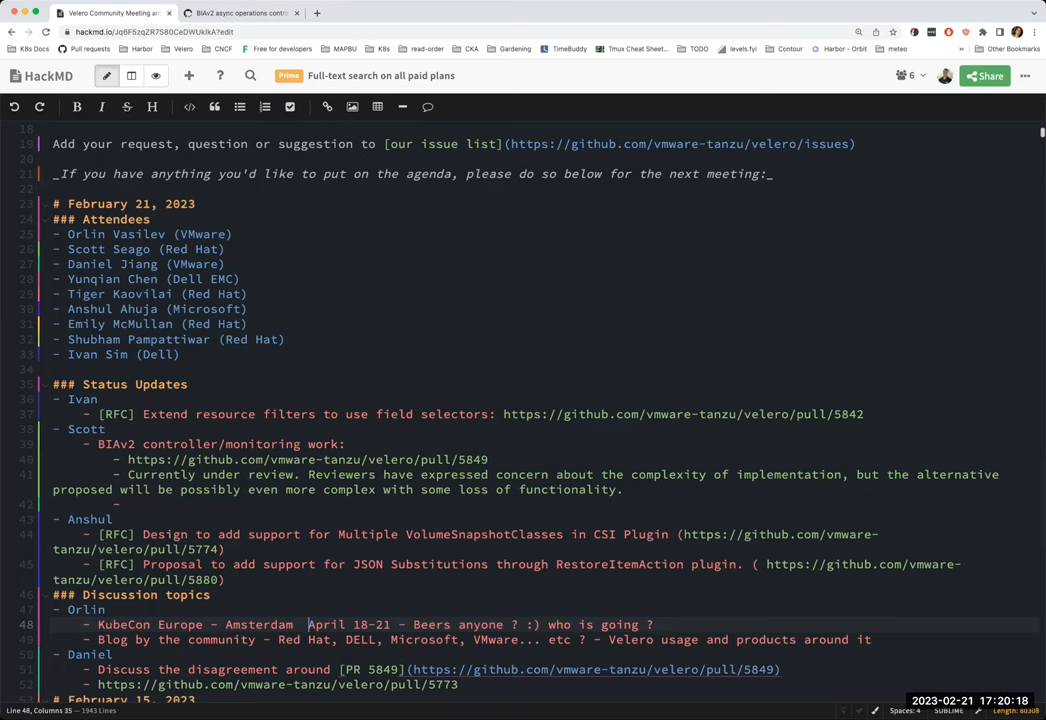 Velero Community Meeting an
BIAv2 async operations contr
hackmd.io/Jq6F5zqZR7S80CeDWUlkIA?edit
K8s Docs
Pull requests
Harbor
Velero
CNCF
Free for developers
MAPBU
K8s
read-order
CKA
Gardening
TimeBuddy
Tmux Cheat Sheet...
TODO
levels.fyi
Contour
Harbor - Orbit
meteo
»
Other Bookmarks
HackMD
Prime Full-text search on all paid plans
6
Share
18
19 Add your request, question or suggestion to [our issue list](https://github.com/vmware-tanzu/velero/issues)
20
21 _If you have anything you'd like to put on the agenda, please do so below for the next meeting:_
22
23 # February 21, 2023
24 ### Attendees
25 - Orlin Vasilev (VMware)
26 - Scott Seago (Red Hat)
27 - Daniel Jiang (VMware)
28 - Yunqian Chen (Dell EMC)
29 - Tiger Kaovilai (Red Hat)
30 - Anshul Ahuja (Microsoft)
31 - Emily McMullan (Red Hat)
32 - Shubham Pampattiwar (Red Hat)
33 - Ivan Sim (Dell)
34
35 ### Status Updates
36 - Ivan
37 - [RFC] Extend resource filters to use field selectors: https://github.com/vmware-tanzu/velero/pull/5842
38 - Scott
39 - BIAv2 controller/monitoring work:
40 - https://github.com/vmware-tanzu/velero/pull/5849
41 - Currently under review. Reviewers have expressed concern about the complexity of implementation, but the alternative
proposed will be possibly even more complex with some loss of functionality.
42 -
43 - Anshul
44 - [RFC] Design to add support for Multiple VolumeSnapshotClasses in CSI Plugin (https://github.com/vmware-
tanzu/velero/pull/5774)
45 - [RFC] Proposal to add support for JSON Substitutions through RestoreItemAction plugin. ( https://github.com/vmware-
tanzu/velero/pull/5880)
46 ### Discussion topics
47 - Orlin
48 - KubeCon Europe - Amsterdam  April 18-21 - Beers anyone ? :) who is going ?
49 - Blog by the community - Red Hat, DELL, Microsoft, VMware... etc ? - Velero usage and products around it
50 - Daniel
51 - Discuss the disagreement around [PR 5849](https://github.com/vmware-tanzu/velero/pull/5849)
52 - https://github.com/vmware-tanzu/velero/pull/5773
53 # February 15, 2023
2023-02-21 17:20:18
Line 48, Columns 35 — 1943 Lines
Spaces: 4
SUBLIME
Length: 80308